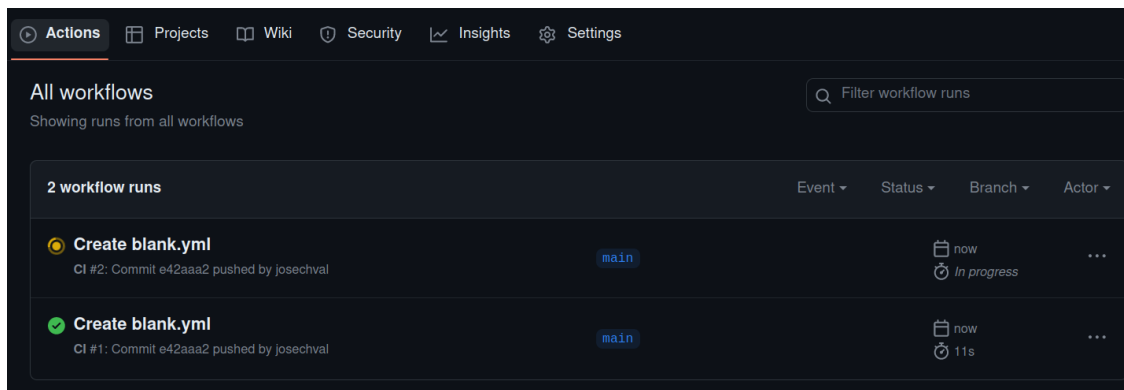 Actions Projects Wiki Security Insights Settings
All workflows
Filter workflow runs
Showing runs from all workflows
2 workflow runs Event Status Branch Actor
Create blank.yml
CI #2: Commit e42aaa2 pushed by josechval
main
now
In progress
Create blank.yml
CI #1: Commit e42aaa2 pushed by josechval
main
now
11s